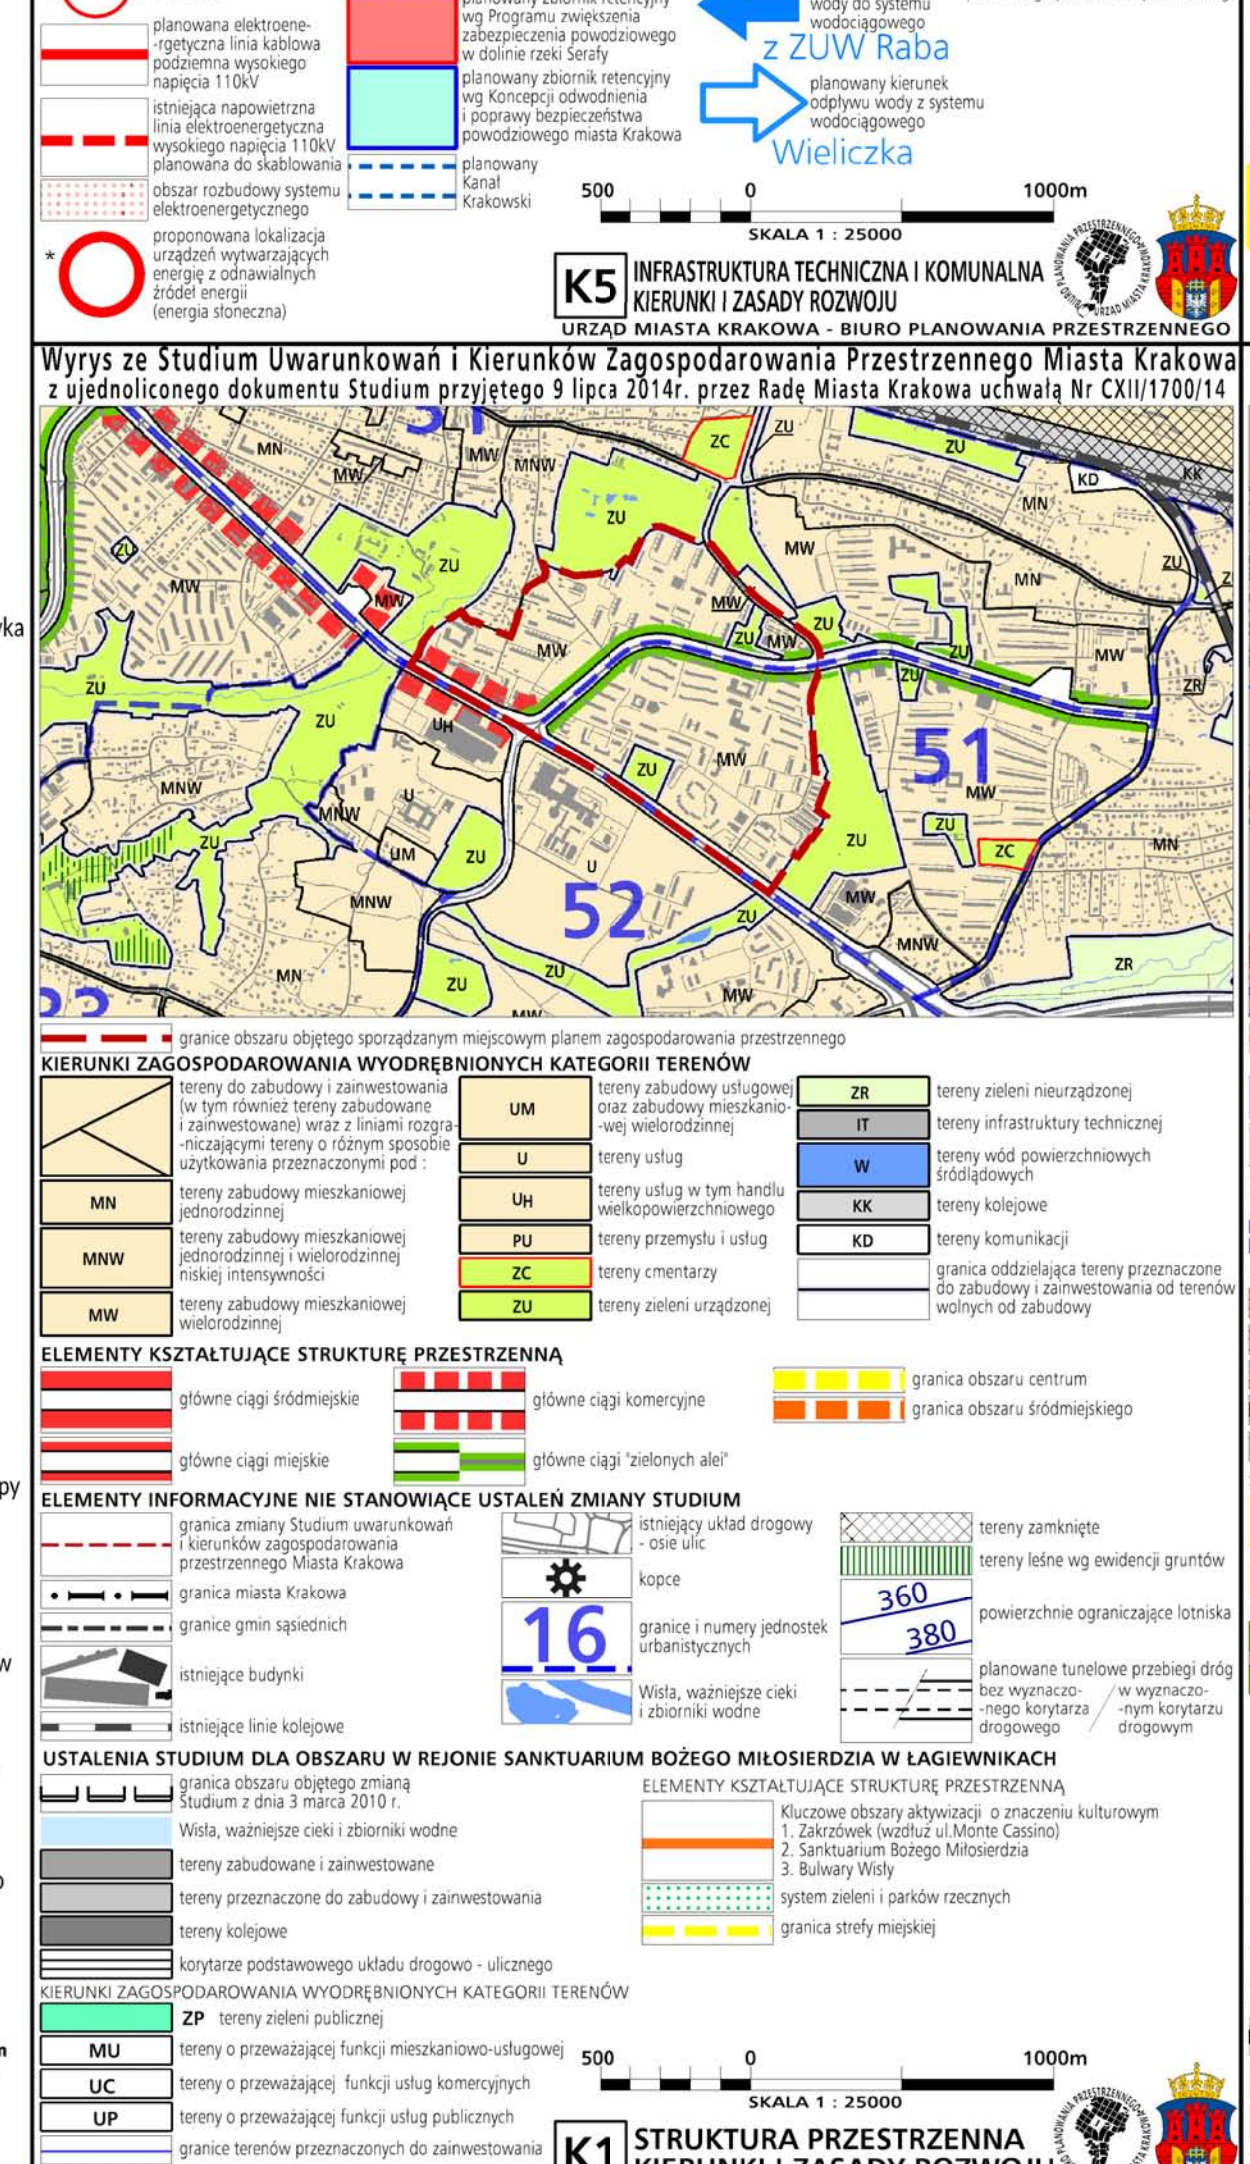 planowana elektroene-
-rgetyczna linia kablowa
podziemna wysokiego
napięcia 110kV
istniejąca napowietrzna
linia elektroenergetyczna
wysokiego napięcia 110kV
planowana do skablowania
obszar rozbudowy systemu
elektroenergetycznego
*
proponowana lokalizacja
urządzeń wytwarzających
energię z odnawialnych
źródeł energii
(energia słoneczna)
planowany zbiornik retencyjny
wg Programu zwiększenia
zabezpieczenia powodziowego
w dolinie rzeki Serafy
planowany zbiornik retencyjny
wg Koncepcji odwodnienia
i poprawy bezpieczeństwa
powodziowego miasta Krakowa
planowany
Kanał
Krakowski
wody do systemu
wodociągowego
z ZUW Raba
planowany kierunek
odpływu wody z systemu
wodociągowego
Wieliczka
500 0 1000m
SKALA 1 : 25000
K5
INFRASTRUKTURA TECHNICZNA I KOMUNALNA
KIERUNKI I ZASADY ROZWOJU
URZĄD MIASTA KRAKOWA - BIURO PLANOWANIA PRZESTRZENNEGO
Wyrys ze Studium Uwarunkowań i Kierunków Zagospodarowania Przestrzennego Miasta Krakowa
z ujednoliconego dokumentu Studium przyjętego 9 lipca 2014r. przez Radę Miasta Krakowa uchwałą Nr CXII/1700/14
MN
MW
MW
MNW
ZC
ZU
ZU
KD
KK
ZU
MN
ZU
ZU
MW
MN
ZU
MW
MW
MW
ZU
MW
ZU
MW
ZU
MW
ZU
ZU
ZR
ZU
UH
51
MW
ZU
MW
MNW
U
MNW
ZU
ZU
ZC
MN
UM
ZU
U
ZU
52
MNW
MW
ZU
MNW
ZR
MN
ZU
ZU
MW
MW
granice obszaru objętego sporządzanym miejscowym planem zagospodarowania przestrzennego
KIERUNKI ZAGOSPODAROWANIA WYODRĘBNIONYCH KATEGORII TERENÓW
tereny do zabudowy i zainwestowania
(w tym również tereny zabudowane
i zainwestowane) wraz z liniami rozgra-
-niczającymi tereny o różnym sposobie
użytkowania przeznaczonymi pod :
MN
tereny zabudowy mieszkaniowej
jednorodzinnej
MNW
tereny zabudowy mieszkaniowej
jednorodzinnej i wielorodzinnej
niskiej intensywności
MW
tereny zabudowy mieszkaniowej
wielorodzinnej
UM
tereny zabudowy usługowej
oraz zabudowy mieszkanio-
-wej wielorodzinnej
U
tereny usług
UH
tereny usług w tym handlu
wielkopowierzchniowego
PU
tereny przemysłu i usług
ZC
tereny cmentarzy
ZU
tereny zieleni urządzonej
ZR
tereny zieleni nieurządzonej
IT
tereny infrastruktury technicznej
W
tereny wód powierzchniowych
śródlądowych
KK
tereny kolejowe
KD
tereny komunikacji
granica oddzielająca tereny przeznaczone
do zabudowy i zainwestowania od terenów
wolnych od zabudowy
ELEMENTY KSZTAŁTUJĄCE STRUKTURĘ PRZESTRZENNĄ
główne ciągi śródmiejskie
główne ciągi miejskie
główne ciągi komercyjne
główne ciągi "zielonych alei"
granica obszaru centrum
granica obszaru śródmiejskiego
ELEMENTY INFORMACYJNE NIE STANOWIĄCE USTALEŃ ZMIANY STUDIUM
granica zmiany Studium uwarunkowań
i kierunków zagospodarowania
przestrzennego Miasta Krakowa
granica miasta Krakowa
granice gmin sąsiednich
istniejące budynki
istniejące linie kolejowe
istniejący układ drogowy
- osie ulic
kopce
16
granice i numery jednostek
urbanistycznych
Wisła, ważniejsze cieki
i zbiorniki wodne
tereny zamknięte
tereny leśne wg ewidencji gruntów
360
380
powierzchnie ograniczające lotniska
planowane tunelowe przebiegi dróg
bez wyznaczo-
-nego korytarza
drogowego
w wyznaczo-
-nym korytarzu
drogowym
USTALENIA STUDIUM DLA OBSZARU W REJONIE SANKTUARIUM BOŻEGO MIŁOSIERDZIA W ŁAGIEWNIKACH
granica obszaru objętego zmianą
Studium z dnia 3 marca 2010 r.
Wisła, ważniejsze cieki i zbiorniki wodne
tereny zabudowane i zainwestowane
tereny przeznaczone do zabudowy i zainwestowania
tereny kolejowe
korytarze podstawowego układu drogowo - ulicznego
ELEMENTY KSZTAŁTUJĄCE STRUKTURĘ PRZESTRZENNĄ
Kluczowe obszary aktywizacji o znaczeniu kulturowym
1. Zakrzówek (wzdłuż ul.Monte Cassino)
2. Sanktuarium Bożego Miłosierdzia
3. Bulwary Wisły
system zieleni i parków rzecznych
granica strefy miejskiej
KIERUNKI ZAGOSPODAROWANIA WYODRĘBNIONYCH KATEGORII TERENÓW
ZP tereny zieleni publicznej
MU
tereny o przeważającej funkcji mieszkaniowo-usługowej
UC
tereny o przeważającej funkcji usług komercyjnych
UP
tereny o przeważającej funkcji usług publicznych
granice terenów przeznaczonych do zainwestowania
500 0 1000m
SKALA 1 : 25000
K1
STRUKTURA PRZESTRZENNA
KIERUNKI I ZASADY ROZWOJU